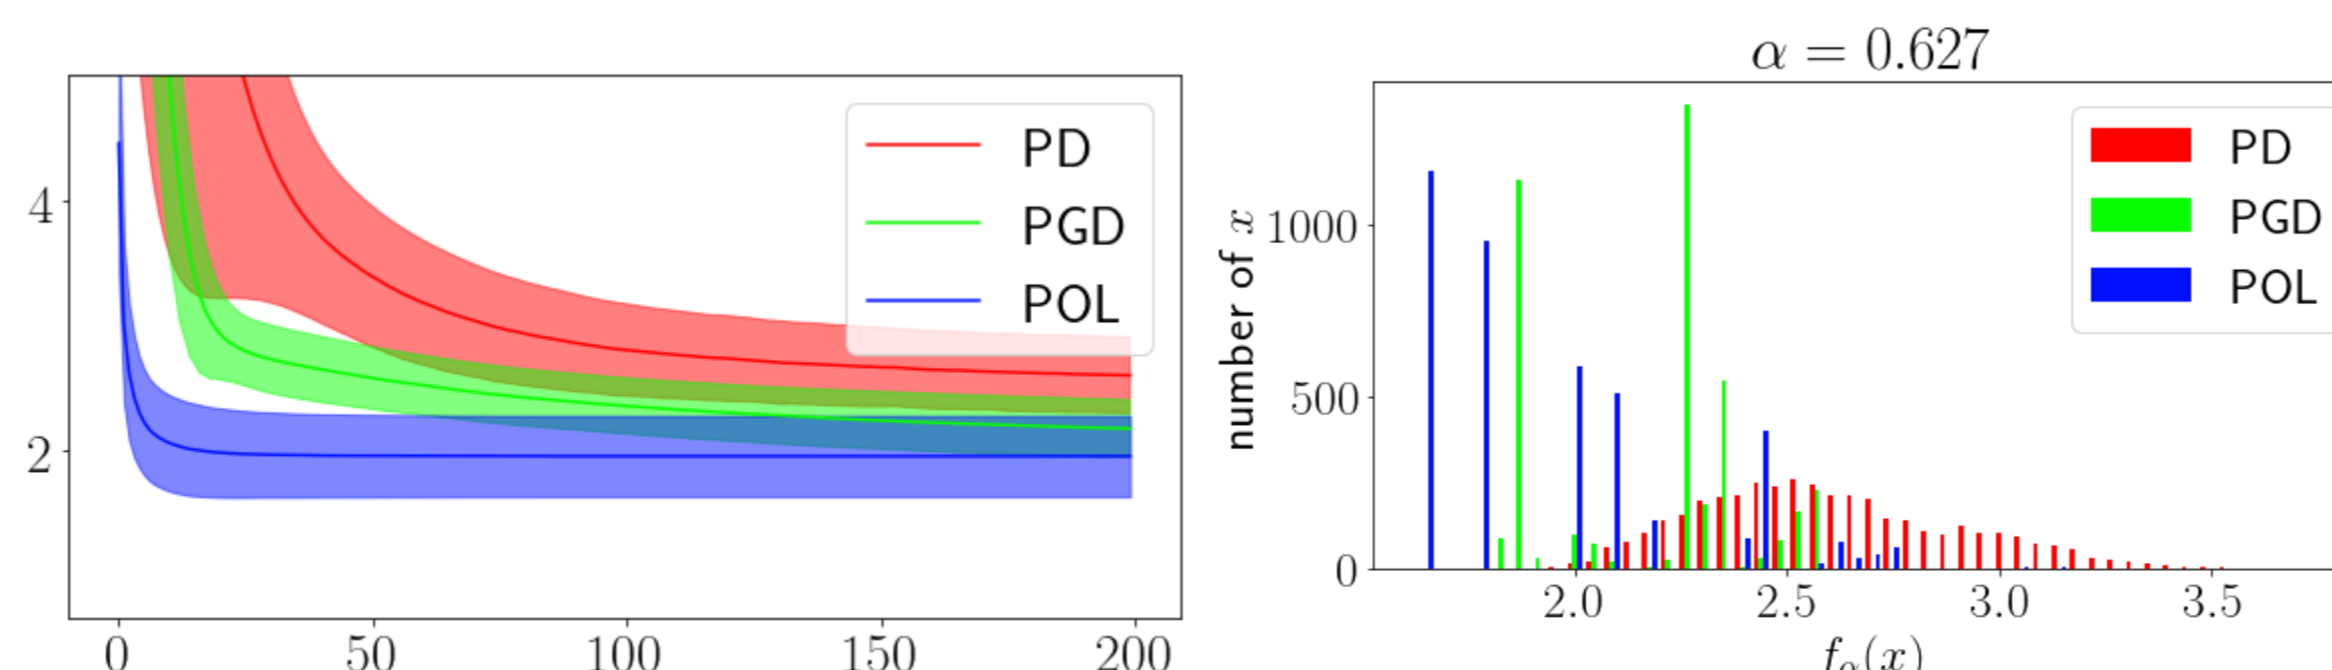 4
2
0 50 100 150 200
PD
PGD
POL
α = 0.627
number of x
1000
500
0
2.0 2.5 3.0 3.5
f_α(x)
PD
PGD
POL